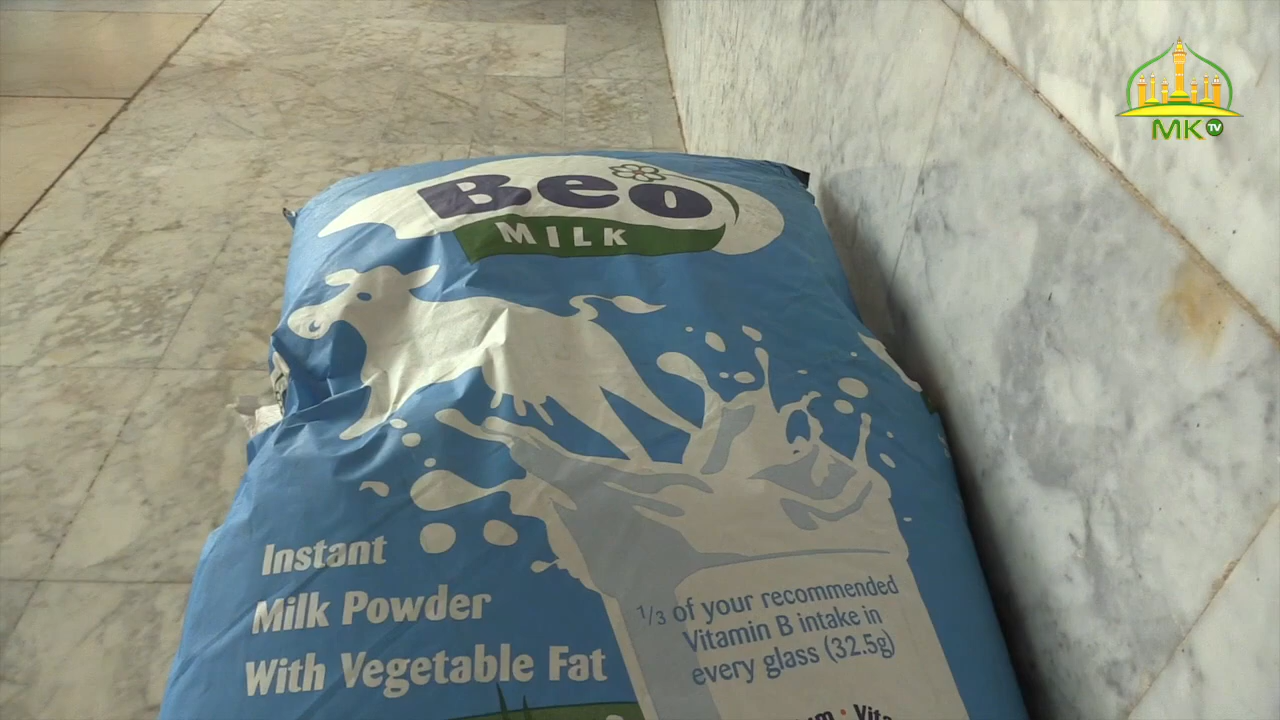 MK TV
Beo
MILK
Instant
Milk Powder
With Vegetable Fat
1/3 of your recommended
Vitamin B intake in
every glass (32.5g)